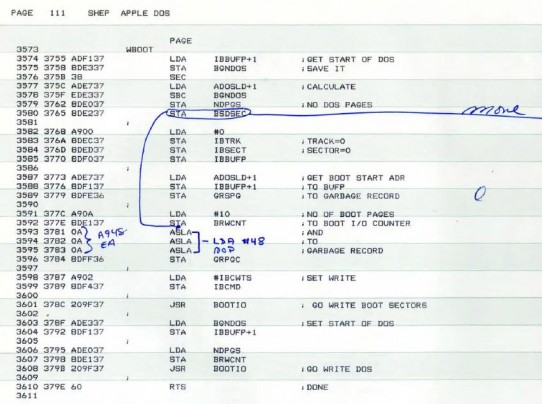 PAGE 111 SHEP APPLE DOS
PAGE
3573 WBOOT
3574 3755 ADF137 LDA IBBUFP+1 ;GET START OF DOS
3575 3758 8DE337 STA BGNDOS ;SAVE IT
3576 375B 38 SEC
3577 375C ADE737 LDA ADOSLD+1 ;CALCULATE
3578 375F EDE337 SBC BGNDOS
3579 3762 8DE037 STA NDPGS ;NO DOS PAGES
3580 3765 8DE237 STA BSDSEC move
3581 ;
3582 3768 A900 LDA #0
3583 376A 8DEC37 STA IBTRK ;TRACK=0
3584 376D 8DED37 STA IBSECT ;SECTOR=0
3585 3770 8DF037 STA IBBUFP
3586 ;
3587 3773 ADE737 LDA ADOSLD+1 ;GET BOOT START ADR
3588 3776 8DF137 STA IBBUFP+1 ;TO BUFP
3589 3779 8DFE36 STA GRSPG ;TO GARBAGE RECORD
3590 ;
3591 377C A90A LDA #10 ;NO OF BOOT PAGES
3592 377E 8DE137 STA BRWCNT ;TO BOOT I/O COUNTER
3593 3781 0A A948 ASLA ;AND
3594 3782 0A EA ASLA LDA #48 ;TO
3595 3783 0A ASLA NOP ;GARBAGE RECORD
3596 3784 8DFF36 STA GRPGC
3597 ;
3598 3787 A902 LDA #IBCWTS ;SET WRITE
3599 3789 8DF437 STA IBCMD
3600 ;
3601 378C 209F37 JSR BOOTIO ; GO WRITE BOOT SECTORS
3602 ;
3603 378F ADE337 LDA BGNDOS ;SET START OF DOS
3604 3792 8DF137 STA IBBUFP+1
3605 ;
3606 3795 ADE037 LDA NDPGS
3607 3798 8DE137 STA BRWCNT
3608 379B 209F37 JSR BOOTIO ;GO WRITE DOS
3609 ;
3610 379E 60 RTS ;DONE
3611